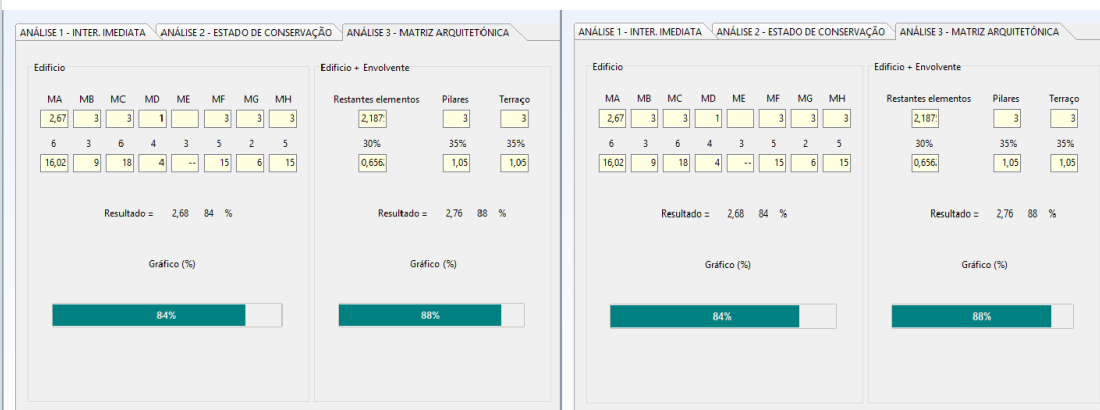 ANÁLISE 1 - INTER. IMEDIATA ANÁLISE 2 - ESTADO DE CONSERVAÇÃO ANÁLISE 3 - MATRIZ ARQUITETÓNICA
Edificio
MA MB MC MD ME MF MG MH
2,67 3 3 1 3 3 3
6 3 6 4 3 5 2 5
16,02 9 18 4 -- 15 6 15
Resultado = 2,68 84 %
Gráfico (%)
84%
Edificio + Envolvente
Restantes elementos Pilares Terraço
2,187 3 3
30% 35% 35%
0,656 1,05 1,05
Resultado = 2,76 88 %
Gráfico (%)
88%
ANÁLISE 1 - INTER. IMEDIATA ANÁLISE 2 - ESTADO DE CONSERVAÇÃO ANÁLISE 3 - MATRIZ ARQUITETÓNICA
Edificio
MA MB MC MD ME MF MG MH
2,67 3 3 1 3 3 3
6 3 6 4 3 5 2 5
16,02 9 18 4 -- 15 6 15
Resultado = 2,68 84 %
Gráfico (%)
84%
Edificio + Envolvente
Restantes elementos Pilares Terraço
2,187 3 3
30% 35% 35%
0,656 1,05 1,05
Resultado = 2,76 88 %
Gráfico (%)
88%